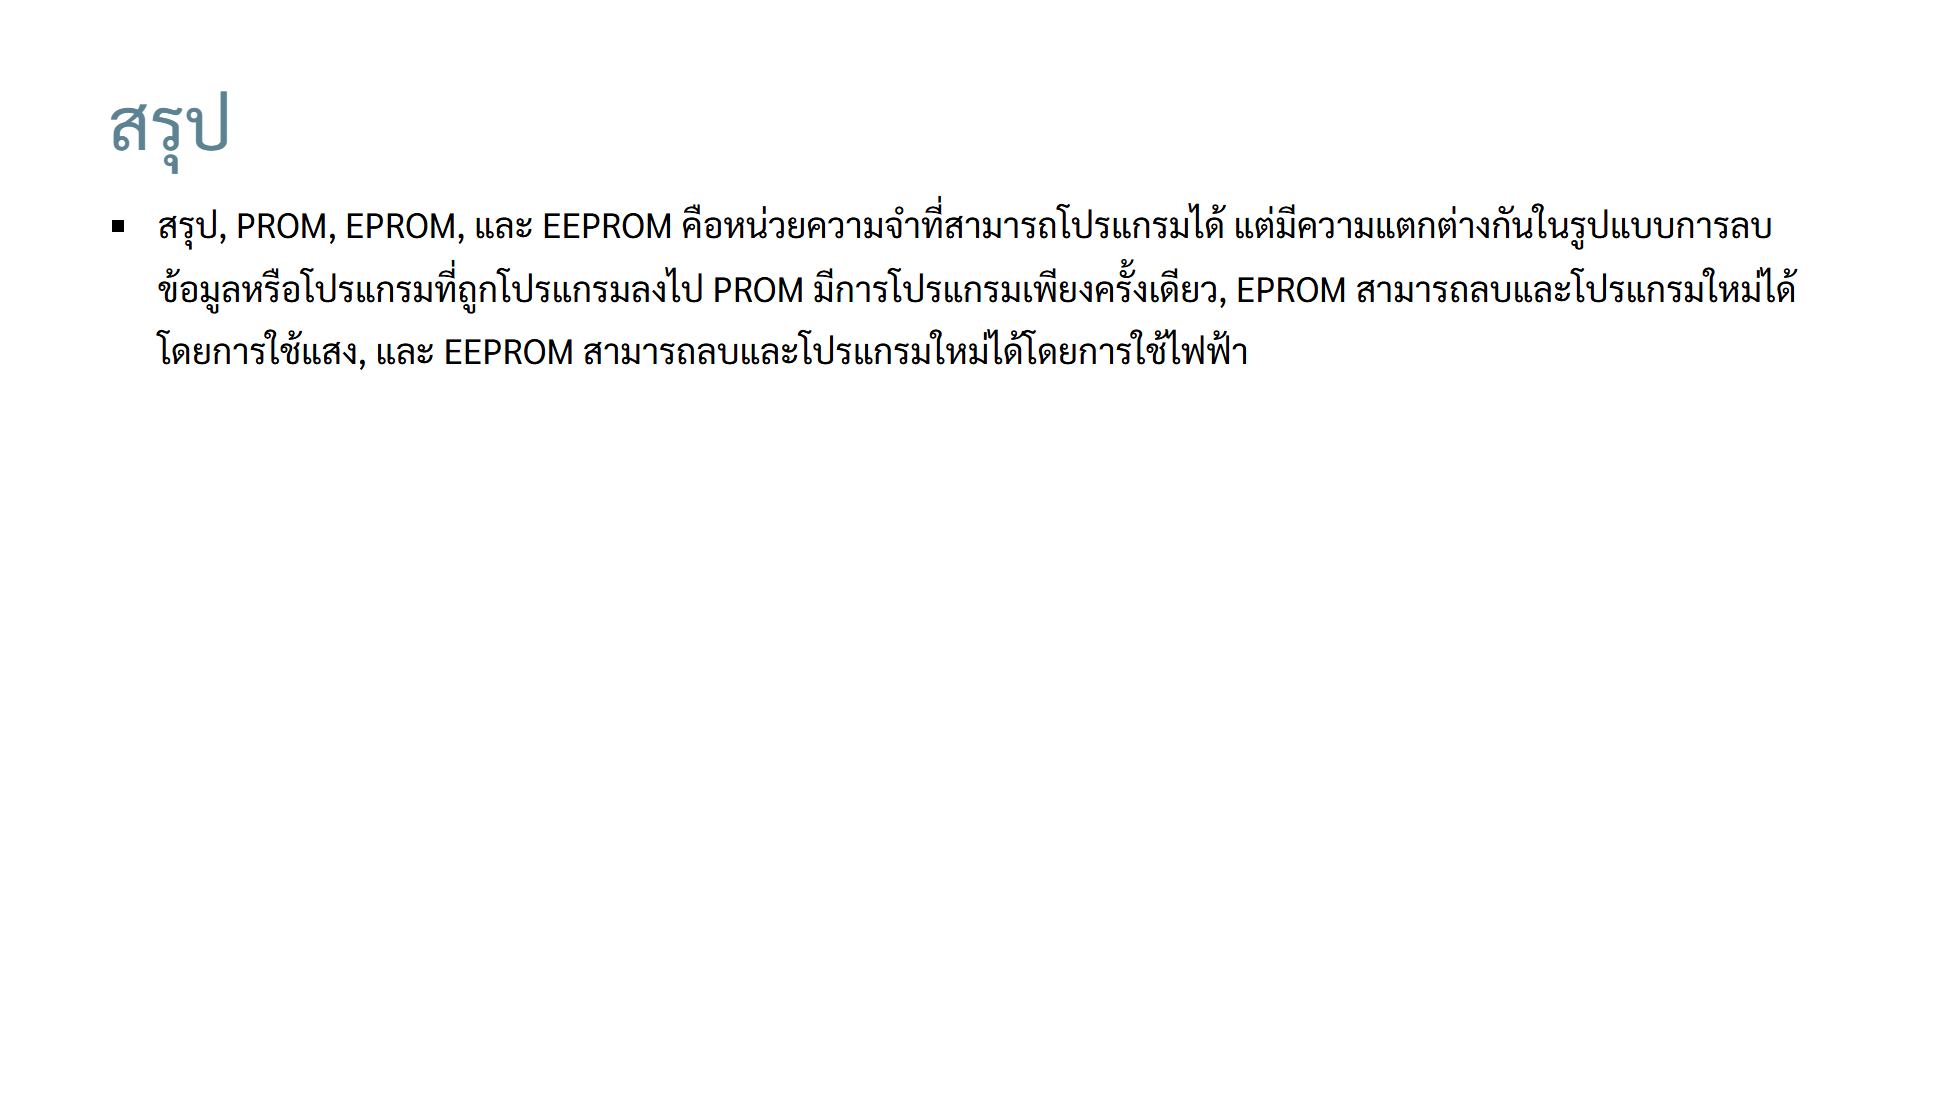 สรุป
▪ สรุป, PROM, EPROM, และ EEPROM คือหน่วยความจำที่สามารถโปรแกรมได้ แต่มีความแตกต่างกันในรูปแบบการลบ
ข้อมูลหรือโปรแกรมที่ถูกโปรแกรมลงไป PROM มีการโปรแกรมเพียงครั้งเดียว, EPROM สามารถลบและโปรแกรมใหม่ได้
โดยการใช้แสง, และ EEPROM สามารถลบและโปรแกรมใหม่ได้โดยการใช้ไฟฟ้า